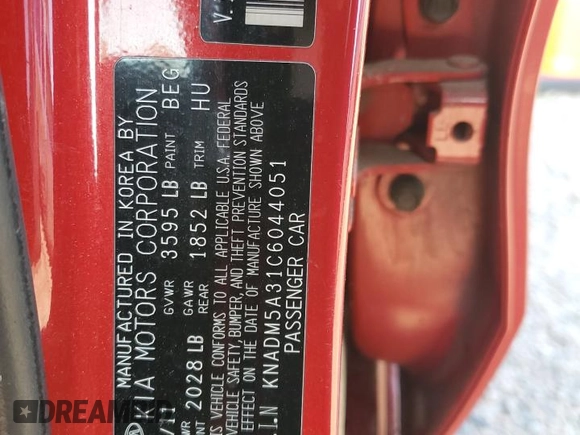 MANUFACTURED IN KOREA BY
KIA MOTORS CORPORATION
GVWR 3595 LB PAINT BEG
GAWR 2028 LB REAR 1852 LB TRIM HU
THIS VEHICLE CONFORMS TO ALL APPLICABLE U.S.A. FEDERAL
VEHICLE SAFETY, BUMPER, AND THEFT PREVENTION STANDARDS
EFFECT ON THE DATE OF MANUFACTURE SHOWN ABOVE
V.I.N KNADM5A31C6044051
PASSENGER CAR